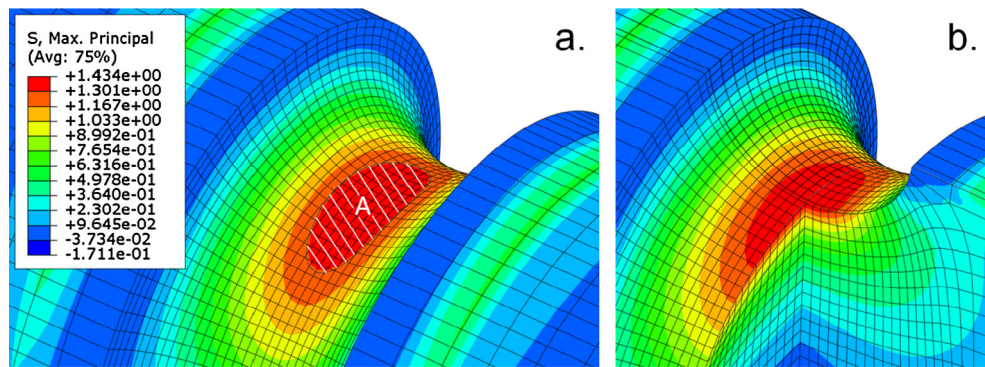 S, Max. Principal
(Avg: 75%)
+1.434e+00
+1.301e+00
+1.167e+00
+1.033e+00
+8.992e-01
+7.654e-01
+6.316e-01
+4.978e-01
+3.640e-01
+2.302e-01
+9.645e-02
-3.734e-02
-1.711e-01
a.
A
b.